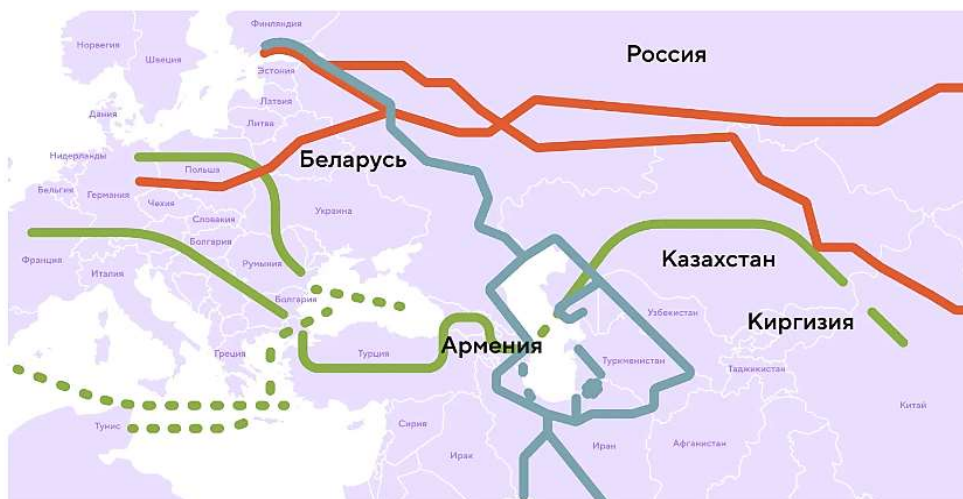 Финляндия
Норвегия
Швеция
Россия
Эстония
Латвия
Дания
Литва
Нидерланды
Беларусь
Польша
Бельгия
Германия
Чехия
Украина
Словакия
Болгария
Франция
Румыния
Казахстан
Италия
Болгария
Узбекистан
Киргизия
Армения
Греция
Турция
Туркменистан
Таджикистан
Китай
Тунис
Сирия
Ирак
Иран
Афганистан